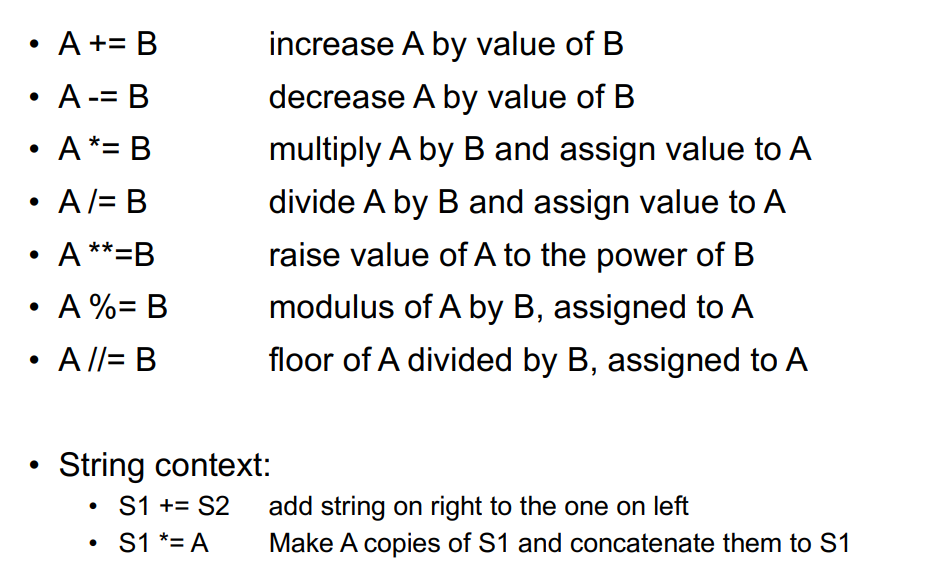 • A += B increase A by value of B
• A -= B decrease A by value of B
• A *= B multiply A by B and assign value to A
• A /= B divide A by B and assign value to A
• A **=B raise value of A to the power of B
• A %= B modulus of A by B, assigned to A
• A //= B floor of A divided by B, assigned to A
• String context:
• S1 += S2 add string on right to the one on left
• S1 *= A Make A copies of S1 and concatenate them to S1